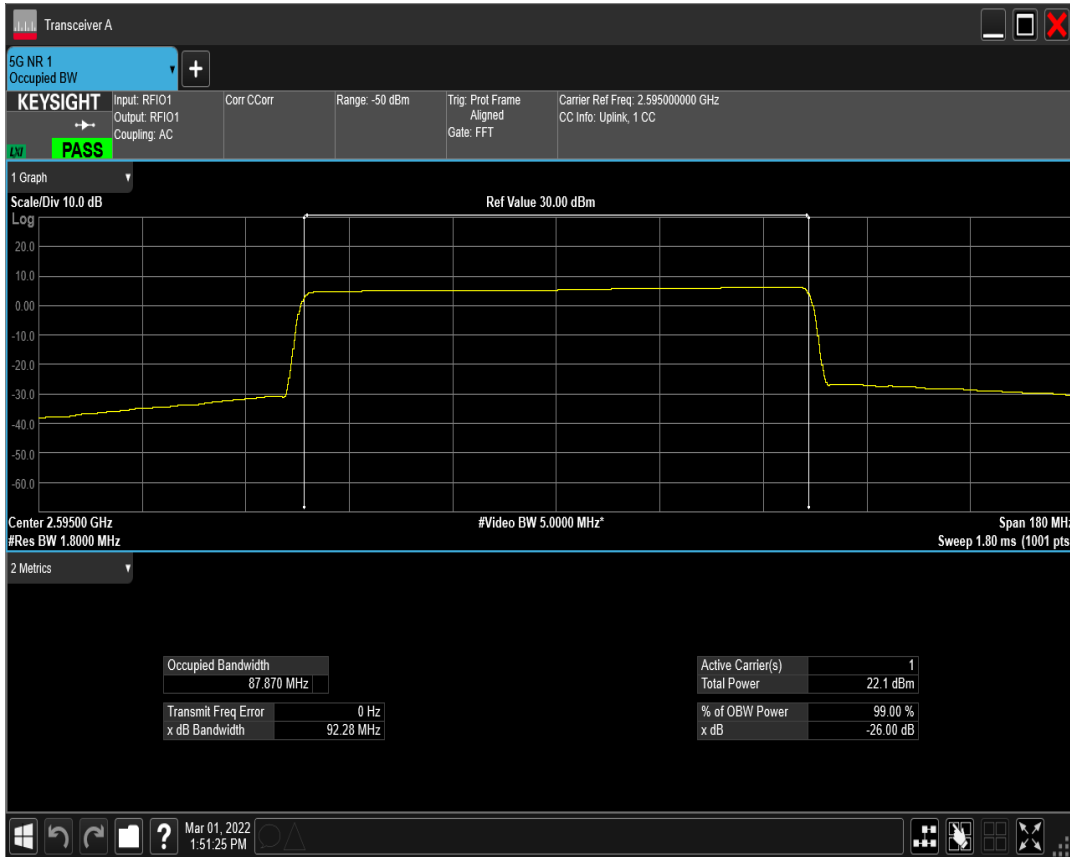 Transceiver A
5G NR 1
Occupied BW
+
KEYSIGHT
LXI
PASS
Input: RFIO1
Output: RFIO1
Coupling: AC
Corr CCorr
Range: -50 dBm
Trig: Prot Frame
Aligned
Gate: FFT
Carrier Ref Freq: 2.595000000 GHz
CC Info: Uplink, 1 CC
1 Graph
Scale/Div 10.0 dB
Ref Value 30.00 dBm
Log
20.0
10.0
0.00
-10.0
-20.0
-30.0
-40.0
-50.0
-60.0
Center 2.59500 GHz
#Video BW 5.0000 MHz*
Span 180 MHz
#Res BW 1.8000 MHz
Sweep 1.80 ms (1001 pts
2 Metrics
Occupied Bandwidth
87.870 MHz
Transmit Freq Error 0 Hz
x dB Bandwidth 92.28 MHz
Active Carrier(s) 1
Total Power 22.1 dBm
% of OBW Power 99.00 %
x dB -26.00 dB
?
Mar 01, 2022
1:51:25 PM